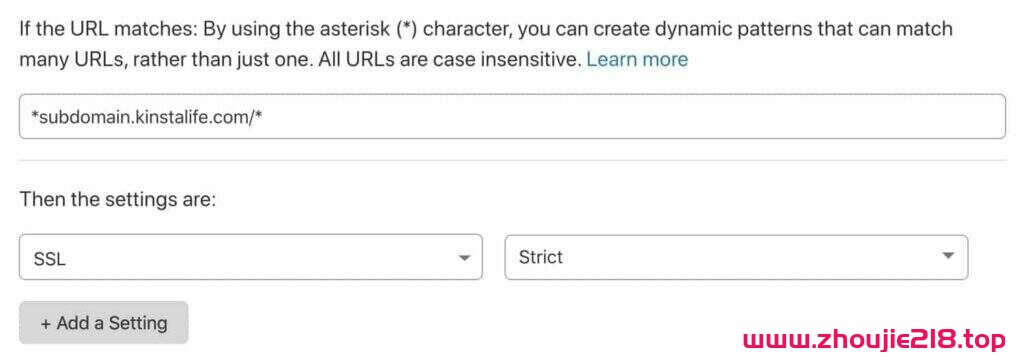 If the URL matches: By using the asterisk (*) character, you can create dynamic patterns that can match
many URLs, rather than just one. All URLs are case insensitive. Learn more
*subdomain.kinstalife.com/*
Then the settings are:
SSL
Strict
+ Add a Setting
www.zhoujie218.top